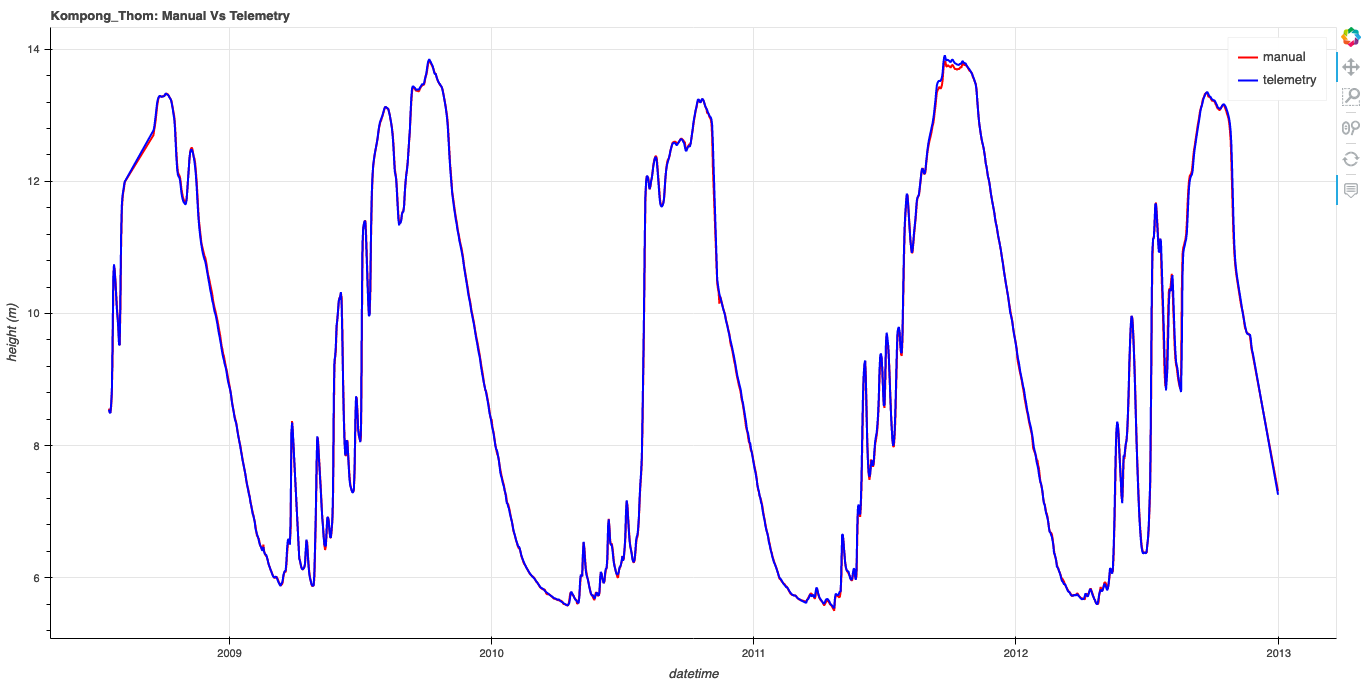 Kompong_Thom: Manual Vs Telemetry
manual
telemetry
14
12
10
8
6
height (m)
2009
2010
2011
2012
2013
datetime